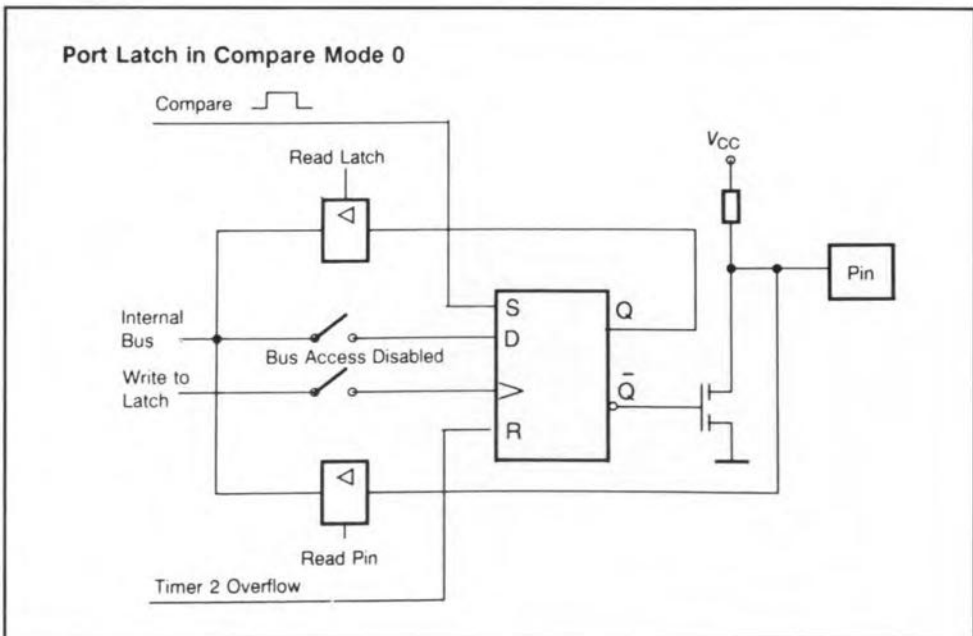 Port Latch in Compare Mode 0
Compare
Read Latch
VCC
Pin
S
Q
Internal
Bus
D
Bus Access Disabled
Write to
Latch
Q̅
R
Read Pin
Timer 2 Overflow